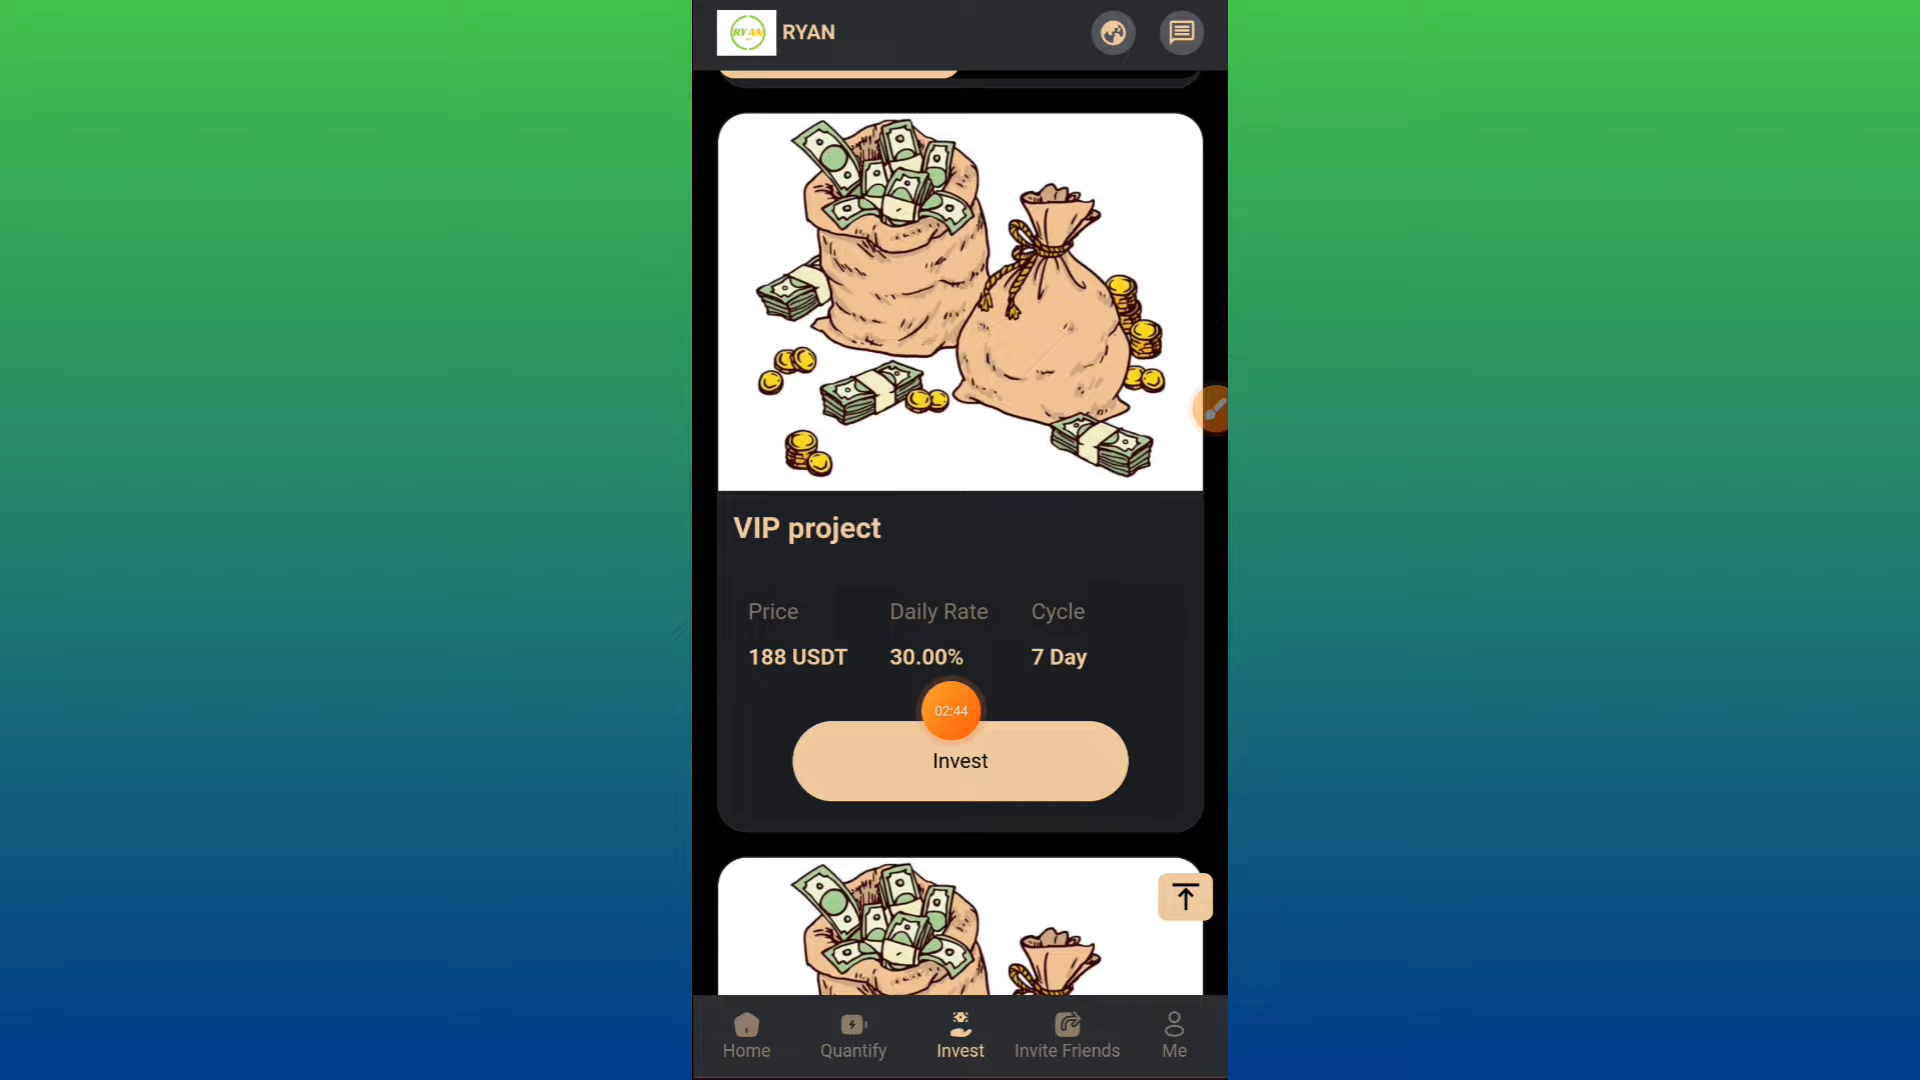 RYAN RYAN
VIP project
Price Daily Rate Cycle
188 USDT 30.00% 7 Day
02:44
Invest
Home Quantify Invest Invite Friends Me